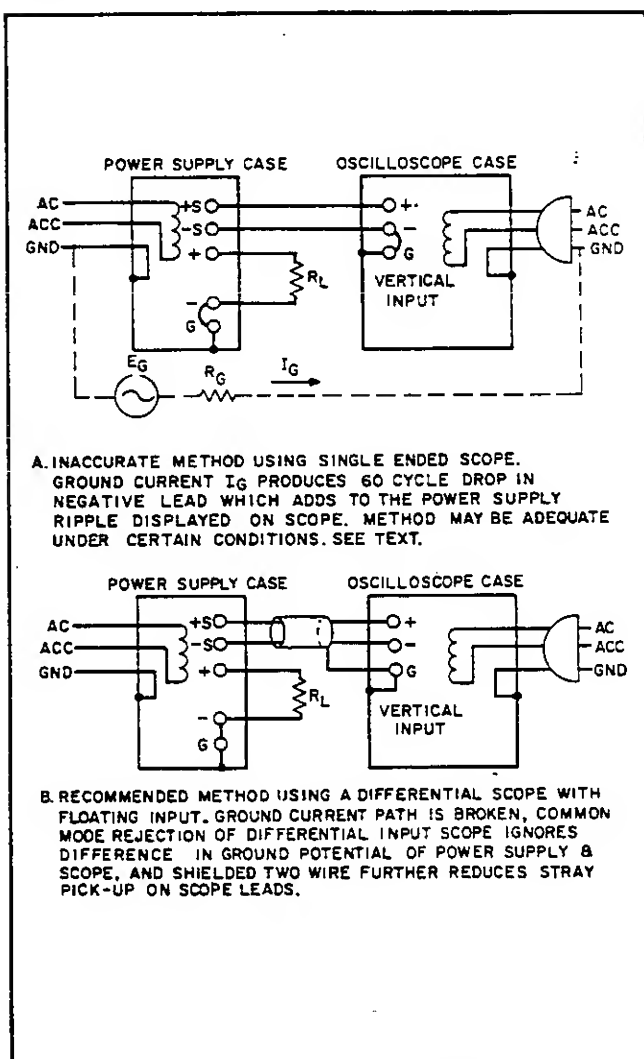 POWER SUPPLY CASE OSCILLOSCOPE CASE
AC +S + AC
ACC -S - ACC
GND + G GND
RL VERTICAL
- INPUT
G
EG RG IG
A. INACCURATE METHOD USING SINGLE ENDED SCOPE.
GROUND CURRENT IG PRODUCES 60 CYCLE DROP IN
NEGATIVE LEAD WHICH ADDS TO THE POWER SUPPLY
RIPPLE DISPLAYED ON SCOPE. METHOD MAY BE ADEQUATE
UNDER CERTAIN CONDITIONS. SEE TEXT.
POWER SUPPLY CASE OSCILLOSCOPE CASE
AC +S + AC
ACC -S - ACC
GND + G GND
RL VERTICAL
- INPUT
G
B. RECOMMENDED METHOD USING A DIFFERENTIAL SCOPE WITH
FLOATING INPUT. GROUND CURRENT PATH IS BROKEN, COMMON
MODE REJECTION OF DIFFERENTIAL INPUT SCOPE IGNORES
DIFFERENCE IN GROUND POTENTIAL OF POWER SUPPLY &
SCOPE, AND SHIELDED TWO WIRE FURTHER REDUCES STRAY
PICK-UP ON SCOPE LEADS.